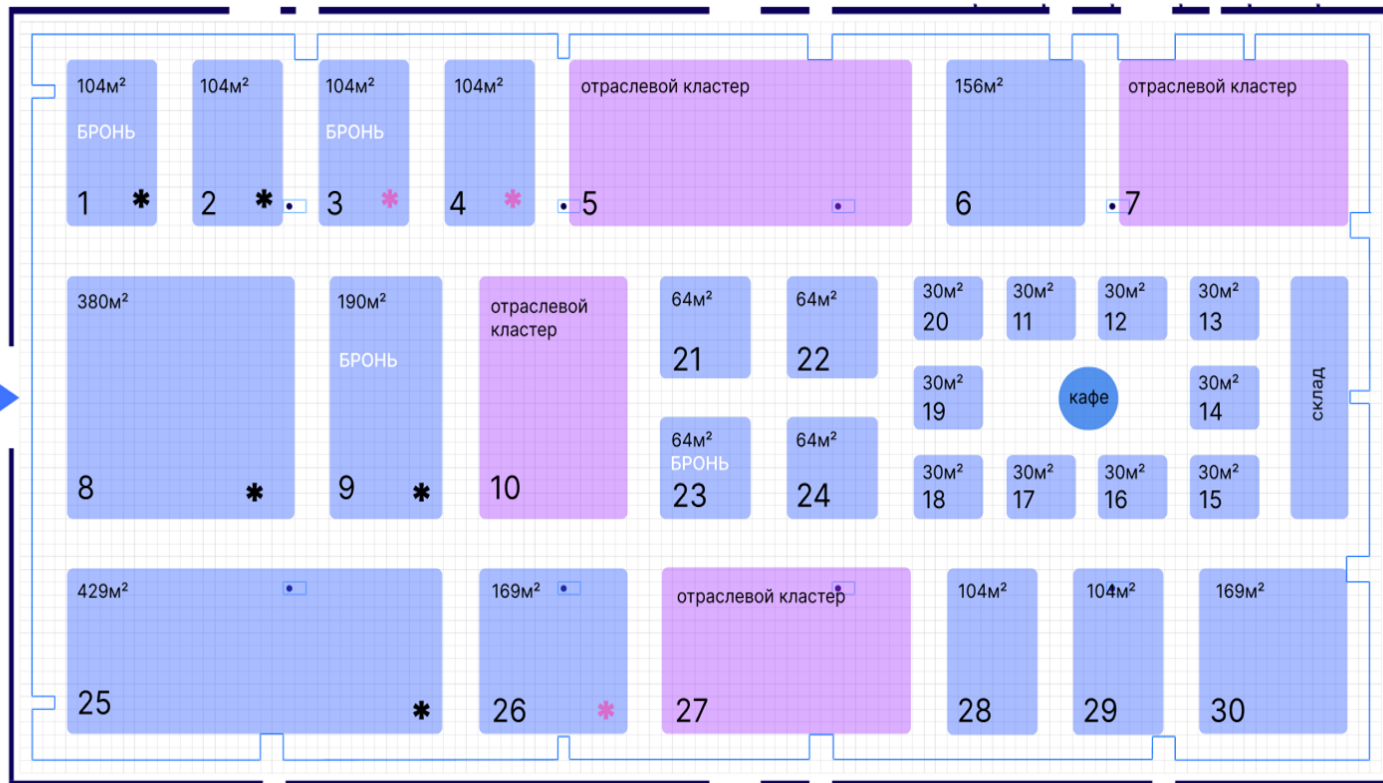 104м²
БРОНЬ
1 *
104м²
2 *
104м²
БРОНЬ
3 *
104м²
4 *
отраслевой кластер
5
156м²
6
отраслевой кластер
7
380м²
8 *
190м²
БРОНЬ
9 *
отраслевой
кластер
10
64м²
21
64м²
22
64м²
БРОНЬ
23
64м²
24
30м²
20
30м²
11
30м²
12
30м²
13
30м²
19
кафе
30м²
14
30м²
18
30м²
17
30м²
16
30м²
15
склад
429м²
25 *
169м²
26 *
отраслевой кластер
27
104м²
28
104м²
29
169м²
30